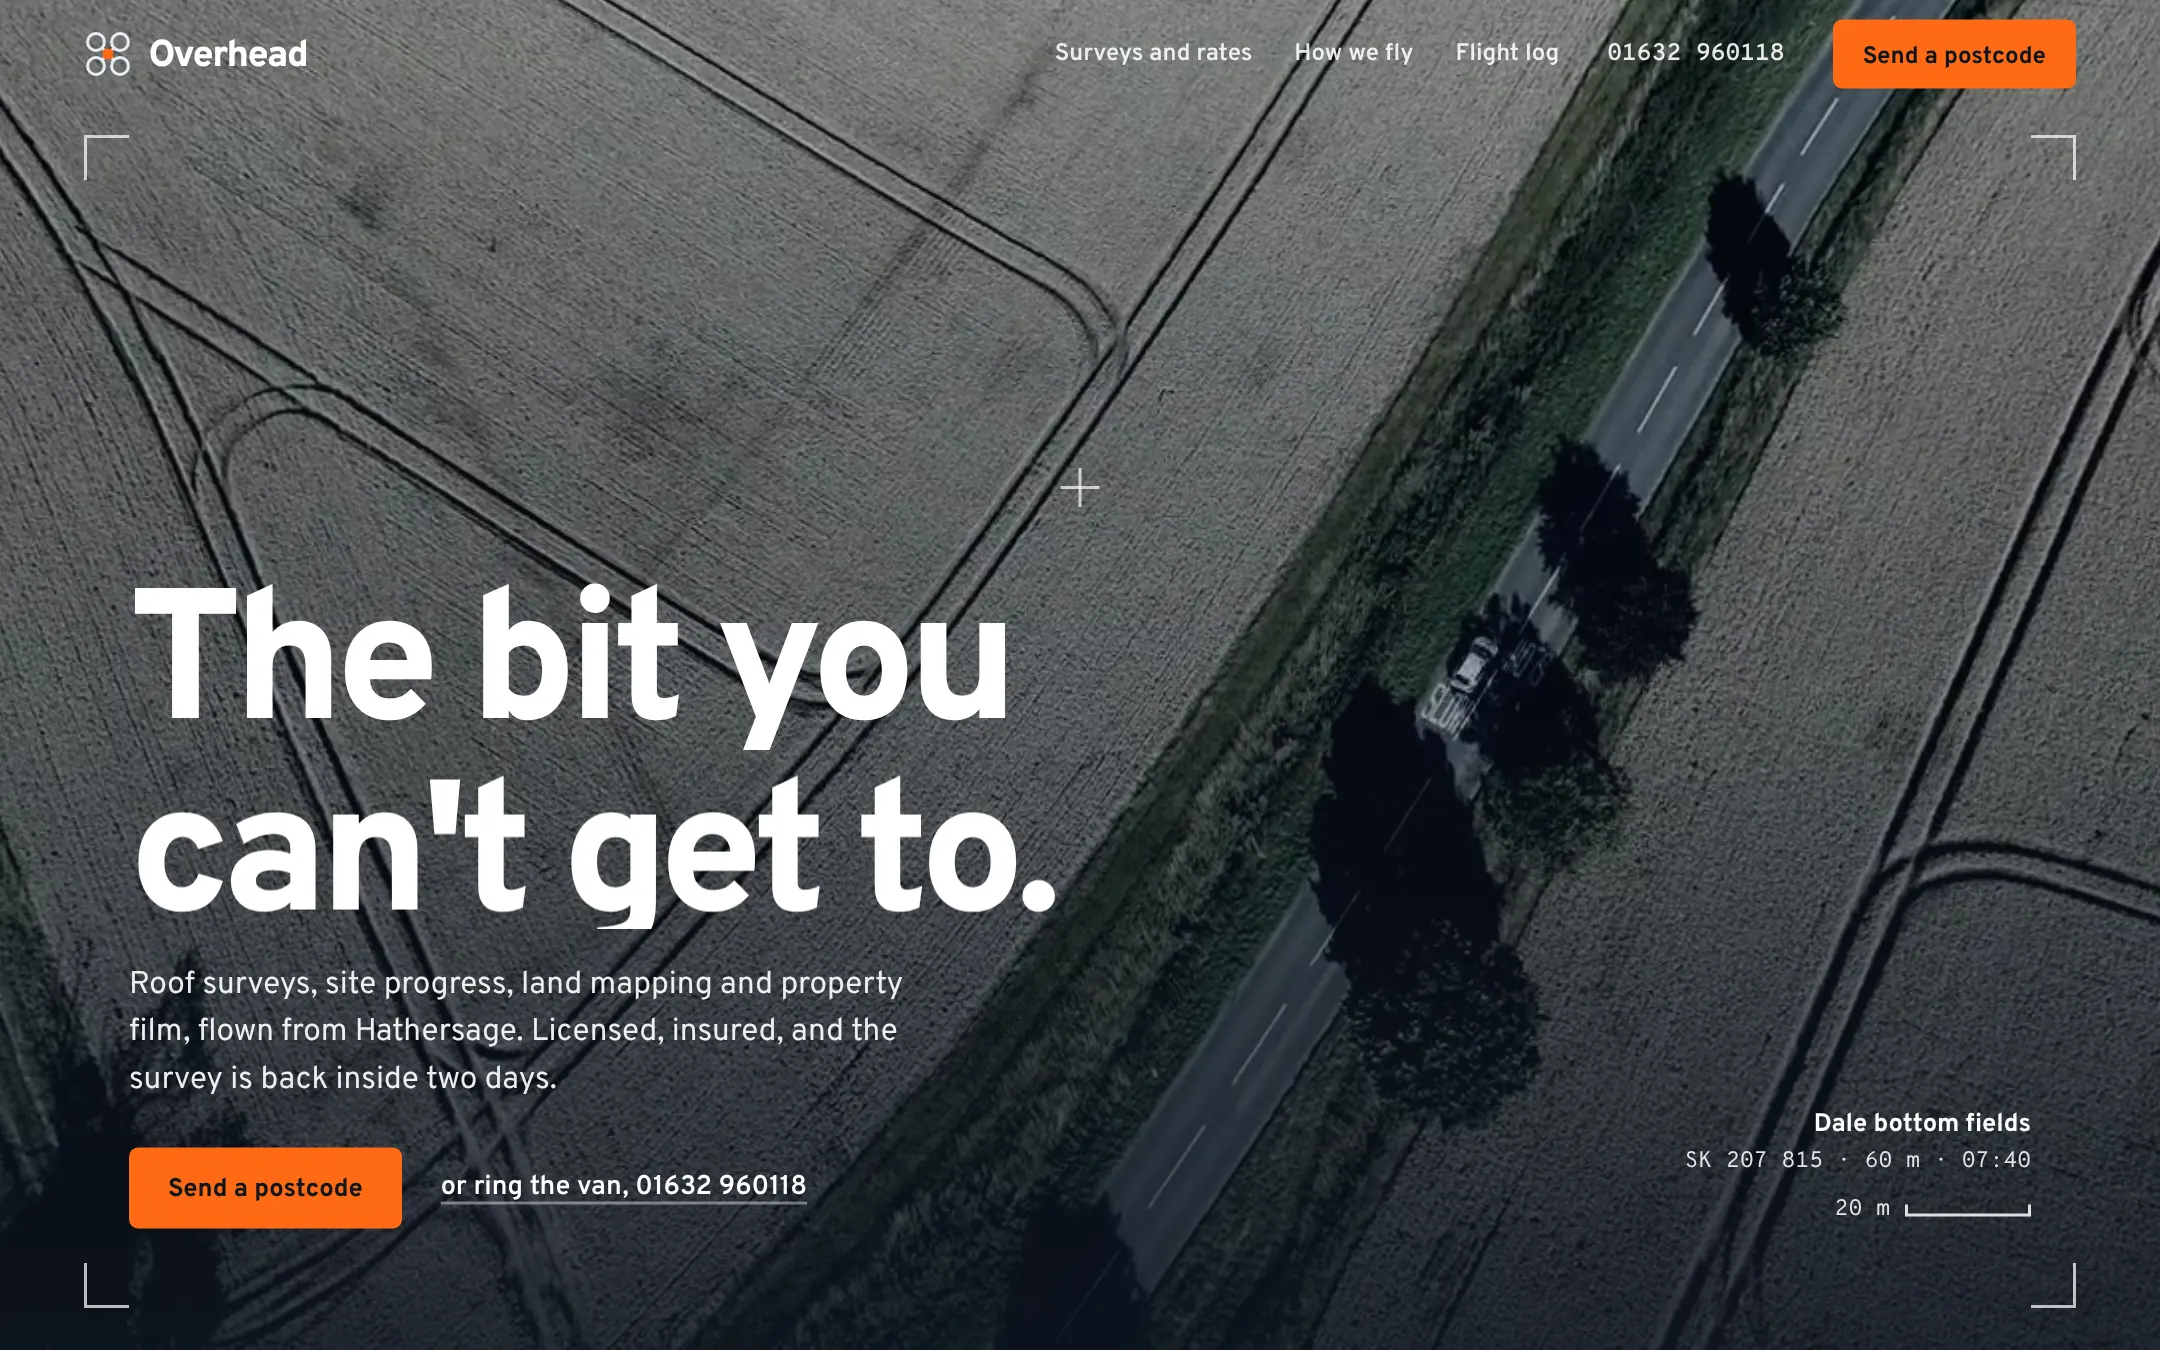 Overhead
Surveys and rates
How we fly
Flight log
01632 960118
Send a postcode
The bit you
can't get to.
Roof surveys, site progress, land mapping and property
film, flown from Hathersage. Licensed, insured, and the
survey is back inside two days.
Send a postcode
or ring the van, 01632 960118
Dale bottom fields
SK 207 815 · 60 m · 07:40
20 m
SLOW